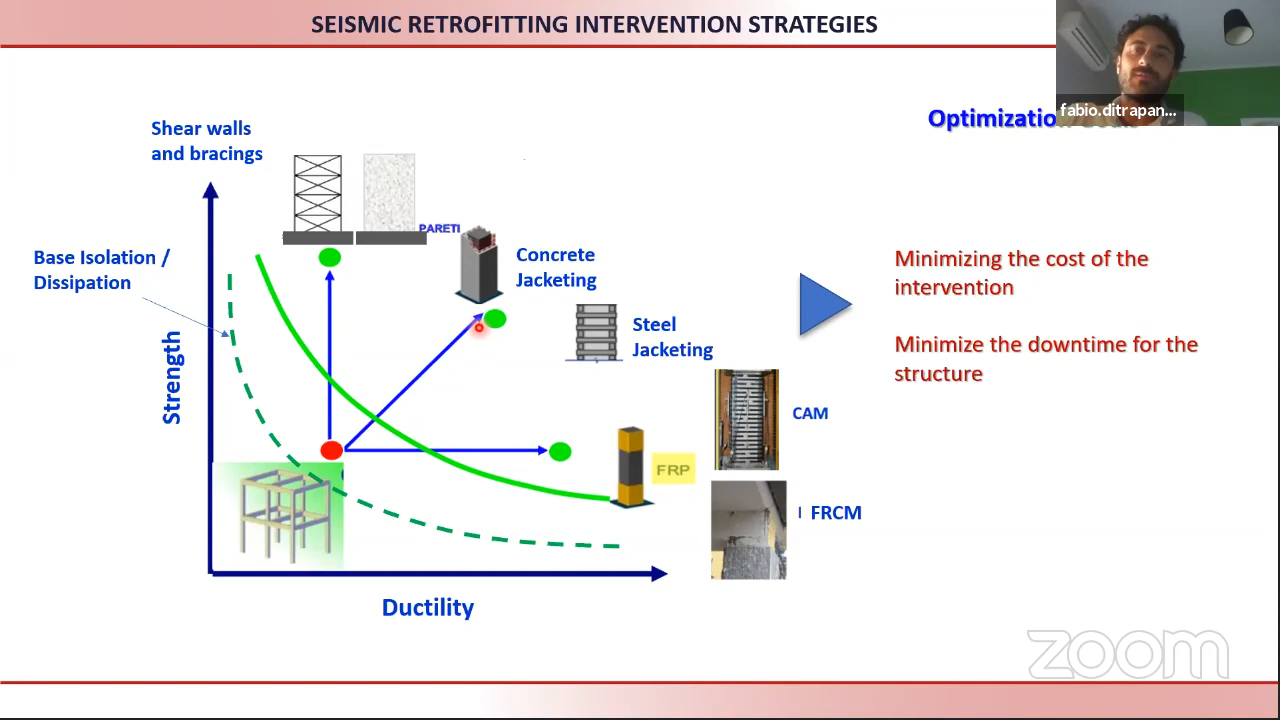 SEISMIC RETROFITTING INTERVENTION STRATEGIES
fabio.ditrapan...
Optimizatio
Shear walls
and bracings
PARETI
Base Isolation /
Dissipation
Concrete
Jacketing
Minimizing the cost of the
intervention
Steel
Jacketing
Minimize the downtime for the
structure
Strength
CAM
FRP
FRCM
Ductility
zoom